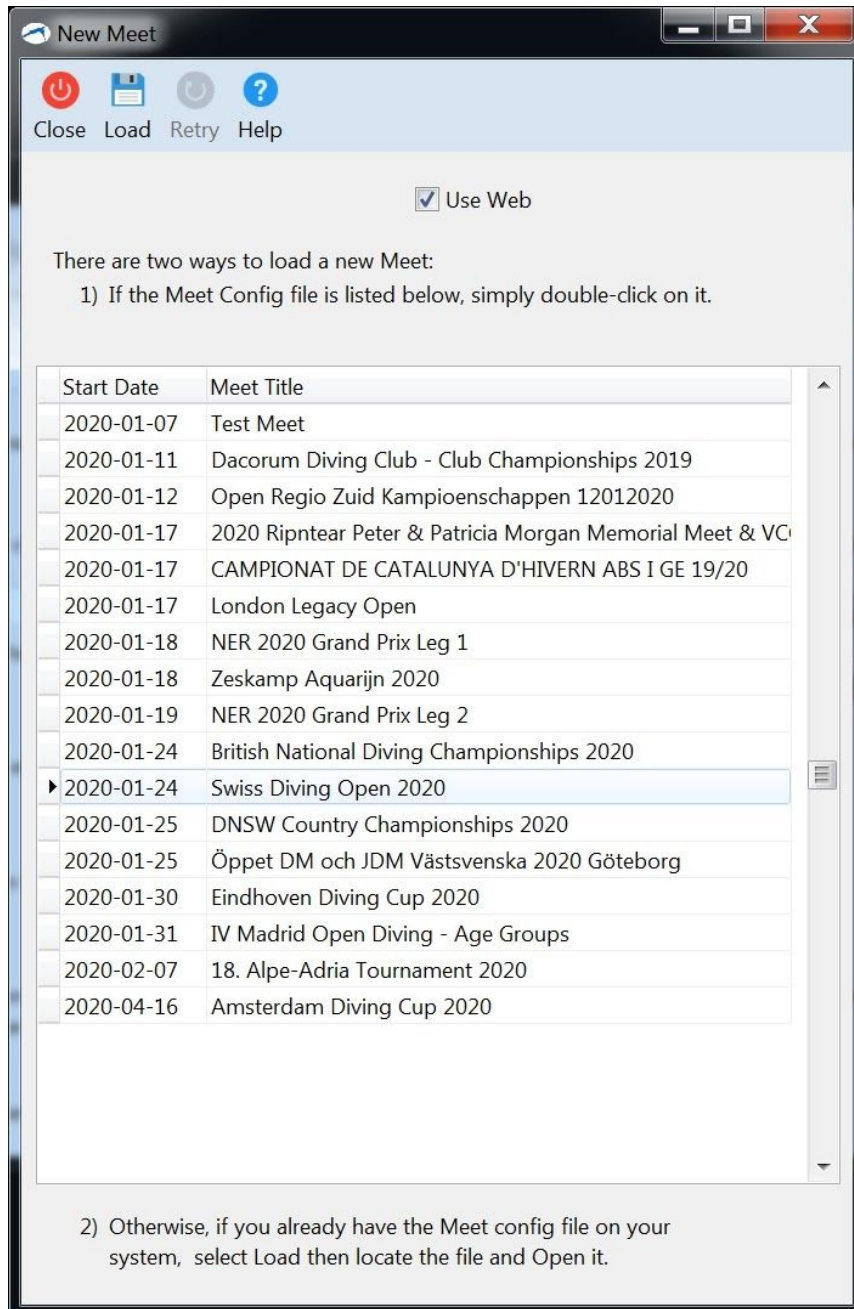 New Meet
Close Load Retry Help
Use Web
There are two ways to load a new Meet:
1) If the Meet Config file is listed below, simply double-click on it.
Start Date Meet Title
2020-01-07 Test Meet
2020-01-11 Dacorum Diving Club - Club Championships 2019
2020-01-12 Open Regio Zuid Kampioenschappen 12012020
2020-01-17 2020 Ripntear Peter & Patricia Morgan Memorial Meet &
2020-01-17 CAMPIONAT DE CATALUNYA D'HIVERN ABS I GE 19/20
2020-01-17 London Legacy Open
2020-01-18 NER 2020 Grand Prix Leg 1
2020-01-18 Zeskamp Aquarijn 2020
2020-01-19 NER 2020 Grand Prix Leg 2
2020-01-24 British National Diving Championships 2020
2020-01-24 Swiss Diving Open 2020
2020-01-25 DNSW Country Championships 2020
2020-01-25 Öppet DM och JDM Västsvenska 2020 Göteborg
2020-01-30 Eindhoven Diving Cup 2020
2020-01-31 IV Madrid Open Diving - Age Groups
2020-02-07 18. Alpe-Adria Tournament 2020
2020-04-16 Amsterdam Diving Cup 2020
2) Otherwise, if you already have the Meet config file on your
system, select Load then locate the file and Open it.